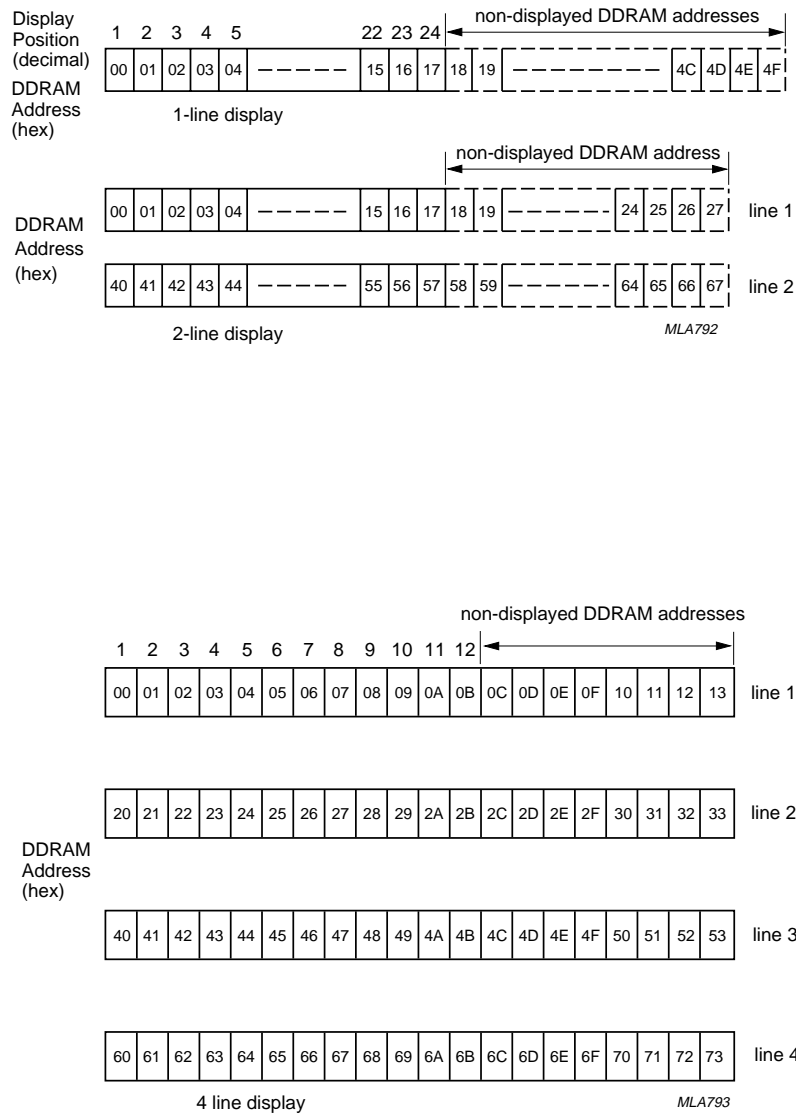 Display
Position
(decimal)
1 2 3 4 5 22 23 24 non-displayed DDRAM addresses
DDRAM
Address
(hex)
00 01 02 03 04 15 16 17 18 19 4C 4D 4E 4F
1-line display
non-displayed DDRAM address
DDRAM
Address
(hex)
00 01 02 03 04 15 16 17 18 19 24 25 26 27 line 1
40 41 42 43 44 55 56 57 58 59 64 65 66 67 line 2
2-line display
MLA792
non-displayed DDRAM addresses
1 2 3 4 5 6 7 8 9 10 11 12
00 01 02 03 04 05 06 07 08 09 0A 0B 0C 0D 0E 0F 10 11 12 13 line 1
20 21 22 23 24 25 26 27 28 29 2A 2B 2C 2D 2E 2F 30 31 32 33 line 2
DDRAM
Address
(hex)
40 41 42 43 44 45 46 47 48 49 4A 4B 4C 4D 4E 4F 50 51 52 53 line 3
60 61 62 63 64 65 66 67 68 69 6A 6B 6C 6D 6E 6F 70 71 72 73 line 4
4 line display
MLA793